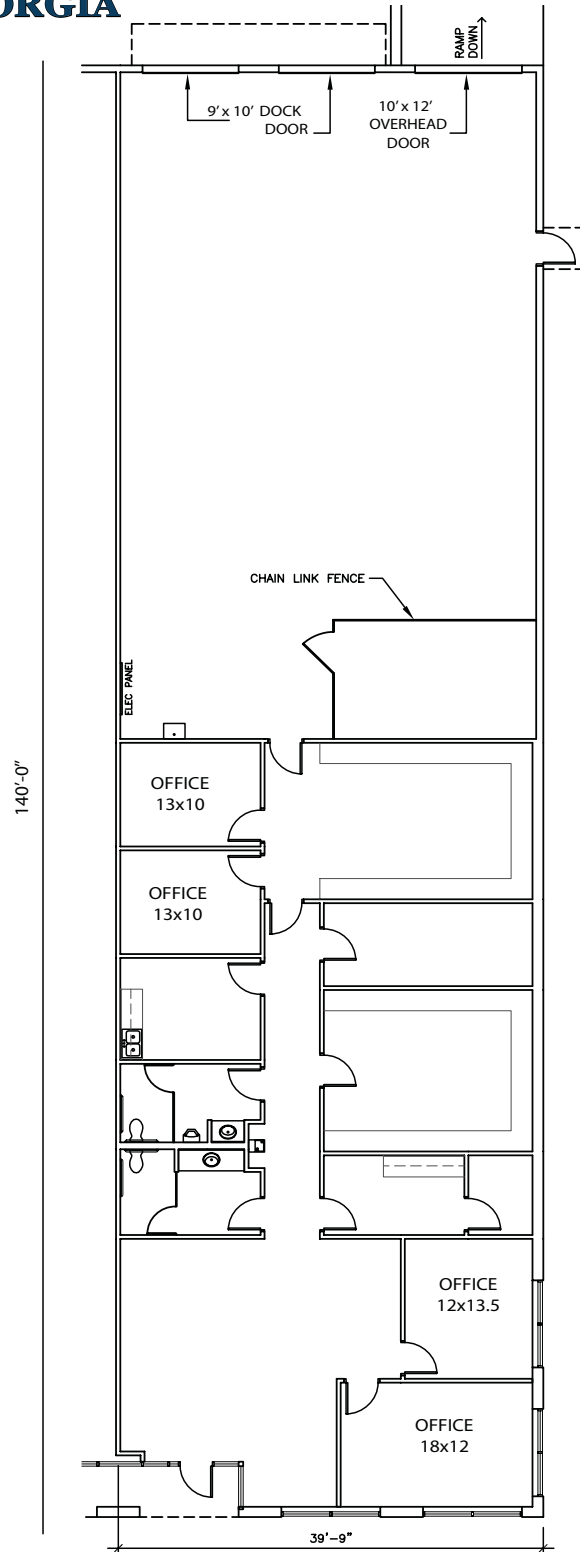 ORGIA
RAMP
DOWN
9' x 10' DOCK
DOOR
10' x 12'
OVERHEAD
DOOR
CHAIN LINK FENCE
ELEC PANEL
140'-0"
OFFICE
13x10
OFFICE
13x10
OFFICE
12x13.5
OFFICE
18x12
39'-9"